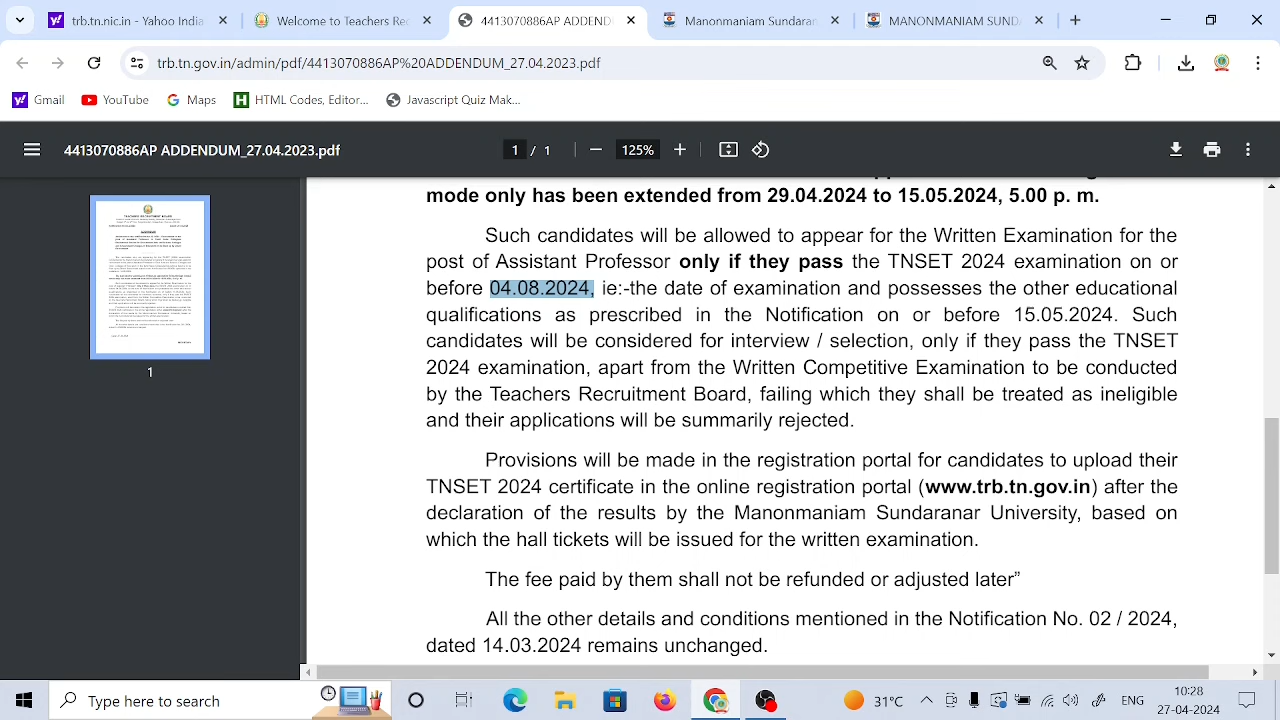 trb.tn.nic.in - Yahoo India
Welcome to Teachers Rec
4413070886AP ADDEND
Manonmaniam Sundaran
MANONMANIAM SUND
trb.tn.gov.in/admin/pdf/4413070886AP%20ADDENDUM_27.04.2023.pdf
Gmail
YouTube
Maps
HTML Codes, Editor...
Javascript Quiz Mak...
4413070886AP ADDENDUM_27.04.2023.pdf
1 / 1
125%
mode only has been extended from 29.04.2024 to 15.05.2024, 5.00 p. m.
Such candidates will be allowed to appear for the Written Examination for the
post of Assistant Professor only if they pass the TNSET 2024 examination on or
before 04.08.2024 ie:-the date of examination and possesses the other educational
qualifications as prescribed in the Notification on or before 15.05.2024. Such
candidates will be considered for interview / selection, only if they pass the TNSET
2024 examination, apart from the Written Competitive Examination to be conducted
by the Teachers Recruitment Board, failing which they shall be treated as ineligible
and their applications will be summarily rejected.
Provisions will be made in the registration portal for candidates to upload their
TNSET 2024 certificate in the online registration portal (www.trb.tn.gov.in) after the
declaration of the results by the Manonmaniam Sundaranar University, based on
which the hall tickets will be issued for the written examination.
The fee paid by them shall not be refunded or adjusted later”
All the other details and conditions mentioned in the Notification No. 02 / 2024,
dated 14.03.2024 remains unchanged.
1
Type here to search
31°C
ENG
10:28
27-04-2024